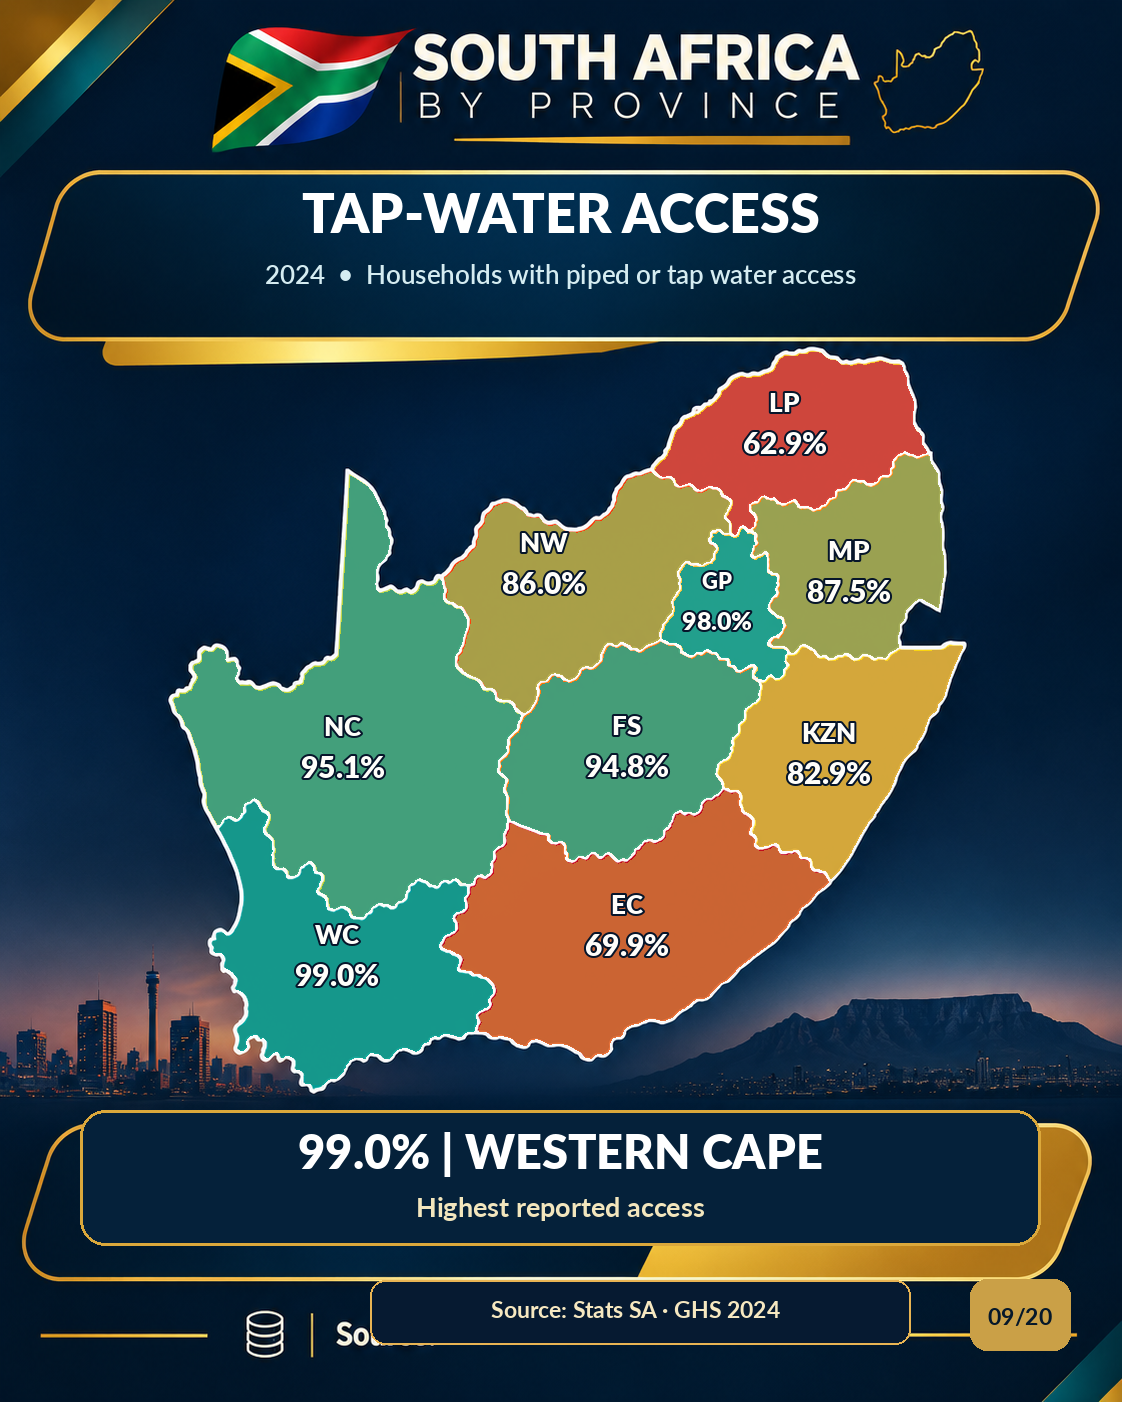 SOUTH AFRICA
BY PROVINCE
TAP-WATER ACCESS
2024 • Households with piped or tap water access
LP
62.9%
NW
86.0%
MP
87.5%
GP
98.0%
NC
95.1%
FS
94.8%
KZN
82.9%
EC
69.9%
WC
99.0%
99.0% | WESTERN CAPE
Highest reported access
Source: Stats SA · GHS 2024
09/20